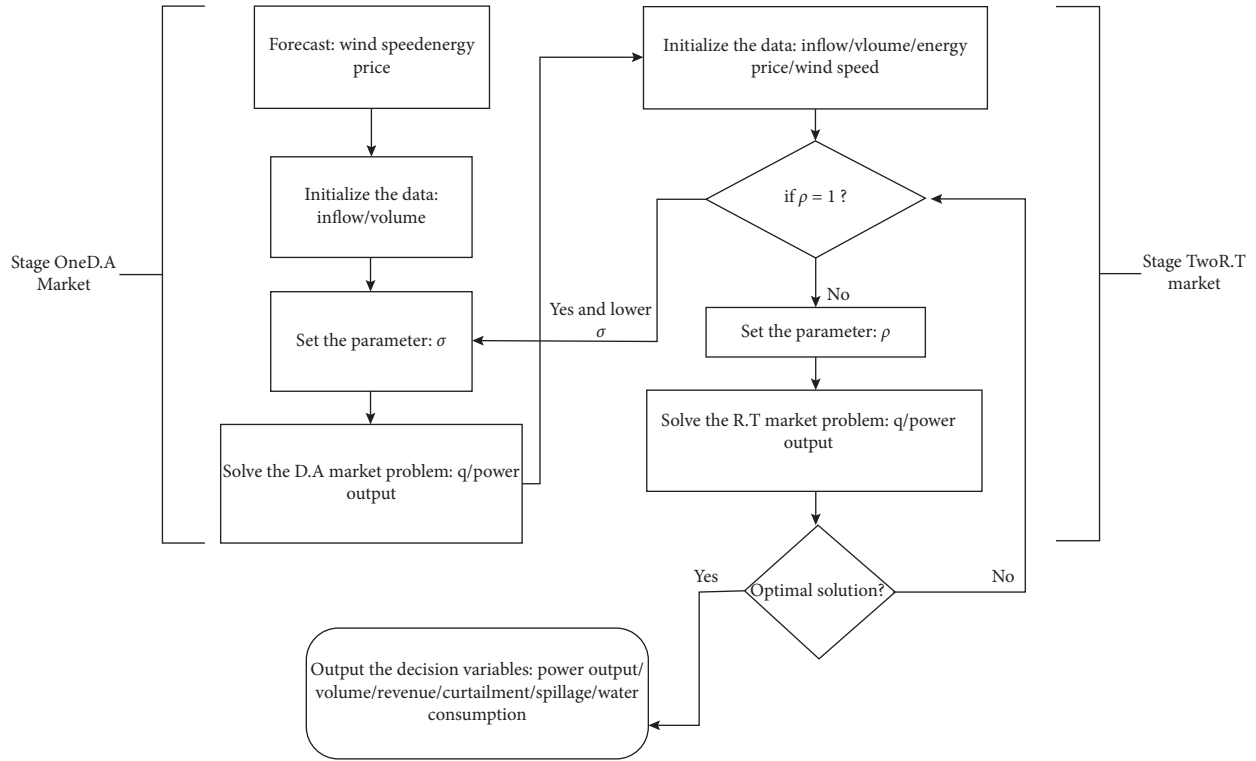 Stage OneD.A
Market
Forecast: wind speedenergy
price
Initialize the data:
inflow/volume
Set the parameter: σ
Solve the D.A market problem: q/power
output
Yes and lower
σ
Initialize the data: inflow/vloume/energy
price/wind speed
if ρ = 1 ?
No
Set the parameter: ρ
Solve the R.T market problem: q/power
output
Optimal solution?
Yes
No
Output the decision variables: power output/
volume/revenue/curtailment/spillage/water
consumption
Stage TwoR.T
market